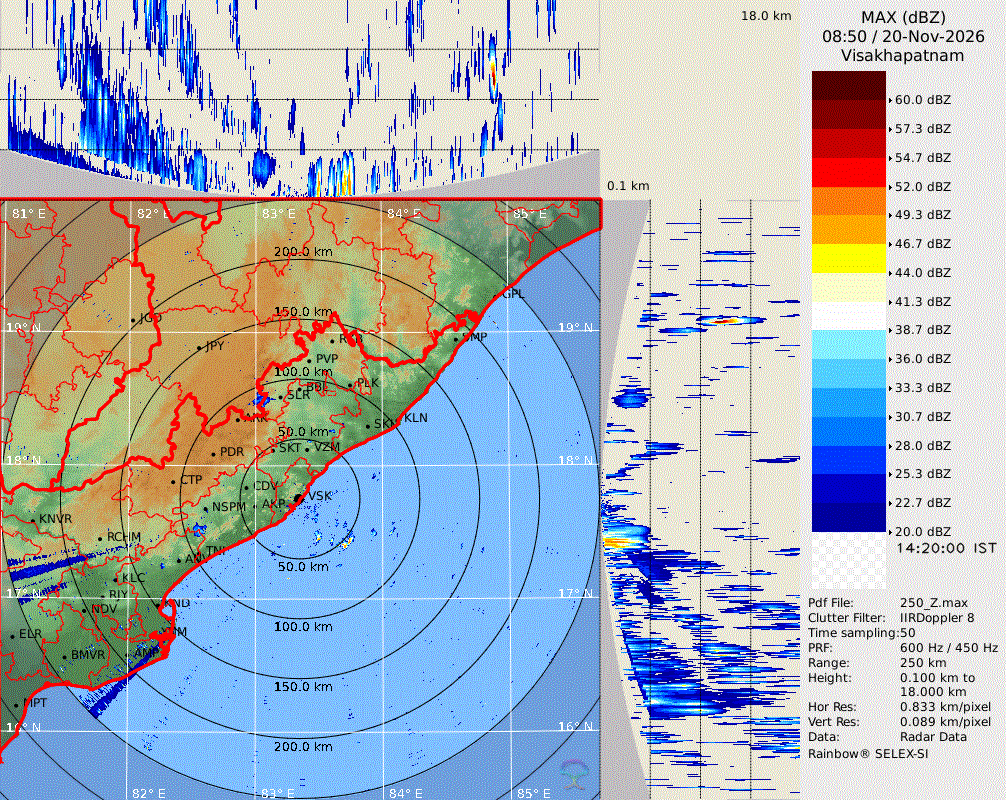 18.0 km
MAX (dBZ)
08:50 / 20-Nov-2026
Visakhapatnam
60.0 dBZ
57.3 dBZ
54.7 dBZ
52.0 dBZ
49.3 dBZ
46.7 dBZ
44.0 dBZ
41.3 dBZ
38.7 dBZ
36.0 dBZ
33.3 dBZ
30.7 dBZ
28.0 dBZ
25.3 dBZ
22.7 dBZ
20.0 dBZ
14:20:00 IST
0.1 km
81° E 82° E 83° E 84° E 85° E
200.0 km
GPL
150.0 km
JGD
19° N 19° N
SMP
JPY
PVP
100.0 km
PLK
SLR
KLN
50.0 km
PDR SKT VZM
18° N 18° N
CTP
CDV
VSK
NSPM AKP
KNVR
RCHM
TNI
50.0 km
KLC
RJY
17° N 17° N
NDV
KND
100.0 km
ELR
BMVR
150.0 km
16° N
200.0 km
82° E 83° E 84° E 85° E
Pdf File: 250_Z.max
Clutter Filter: IIRDoppler 8
Time sampling:50
PRF: 600 Hz / 450 Hz
Range: 250 km
Height: 0.100 km to
18.000 km
Hor Res: 0.833 km/pixel
Vert Res: 0.089 km/pixel
Data: Radar Data
Rainbow® SELEX-SI